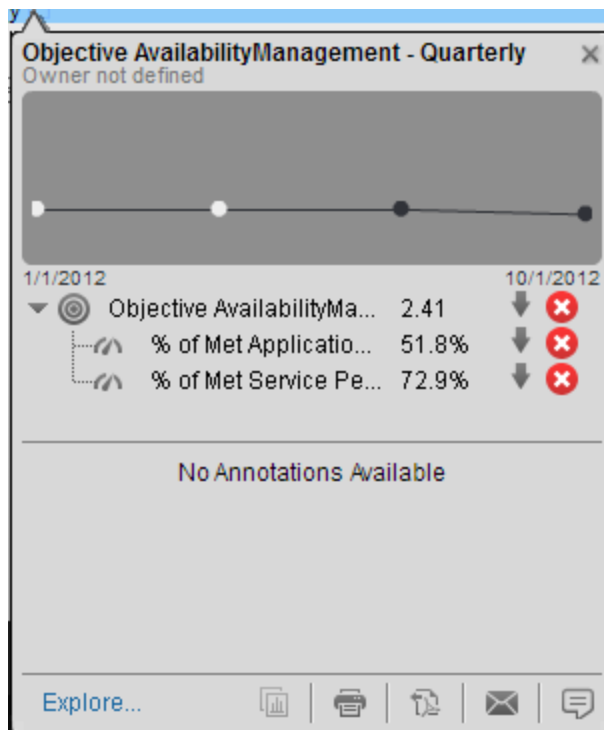 y
Objective AvailabilityManagement - Quarterly
Owner not defined
1/1/2012 10/1/2012
Objective AvailabilityMa... 2.41
% of Met Applicatio... 51.8%
% of Met Service Pe... 72.9%
No Annotations Available
Explore...